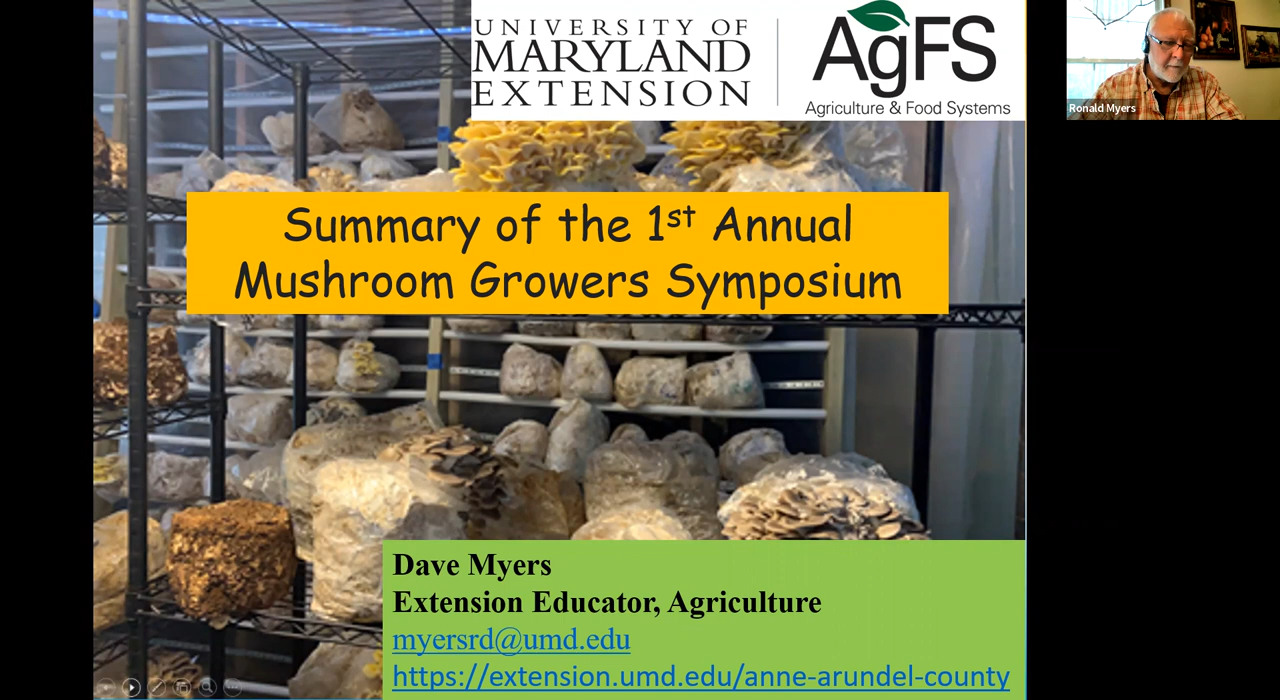 UNIVERSITY OF
MARYLAND
EXTENSION
AgFS
Agriculture & Food Systems
Ronald Myers
Summary of the 1st Annual
Mushroom Growers Symposium
Dave Myers
Extension Educator, Agriculture
myersrd@umd.edu
https://extension.umd.edu/anne-arundel-county